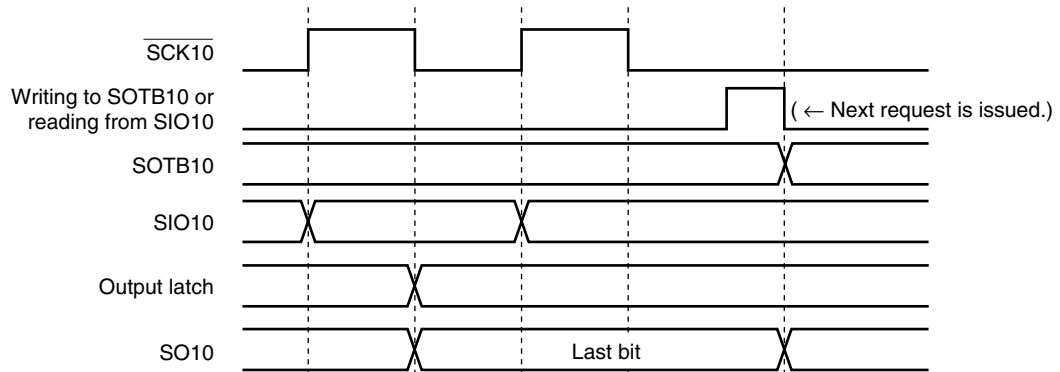 SCK10
Writing to SOTB10 or
reading from SIO10
( ← Next request is issued.)
SOTB10
SIO10
Output latch
SO10
Last bit